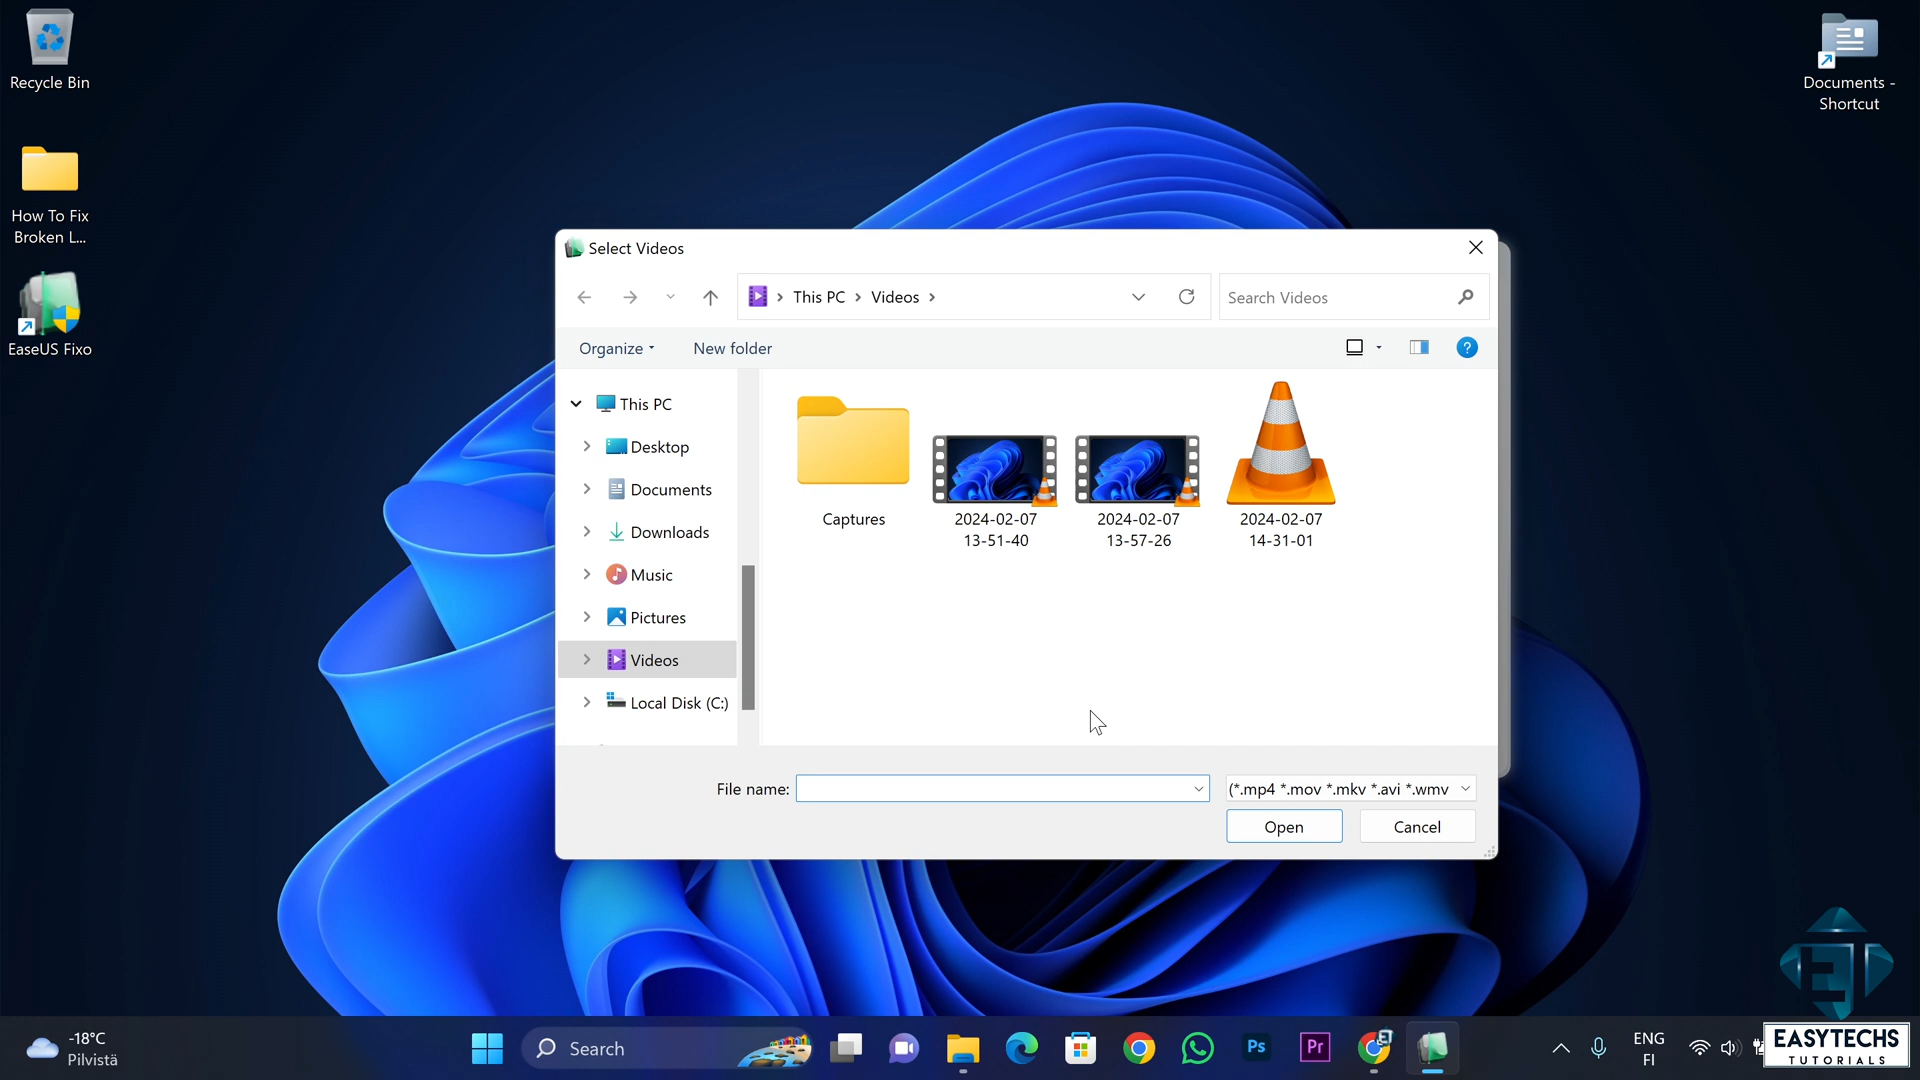 Recycle Bin
How To Fix
Broken L...
EaseUS Fixo
Documents -
Shortcut
Select Videos
This PC
Videos
Search Videos
Organize
New folder
This PC
Desktop
Documents
Downloads
Music
Pictures
Videos
Local Disk (C:)
Captures
2024-02-07
13-51-40
2024-02-07
13-57-26
2024-02-07
14-31-01
File name:
(*.mp4 *.mov *.mkv *.avi *.wmv
Open
Cancel
-18°C
Pilvistä
Search
Ps
Pr
ENG
FI
ET
EASYTECHS
TUTORIALS